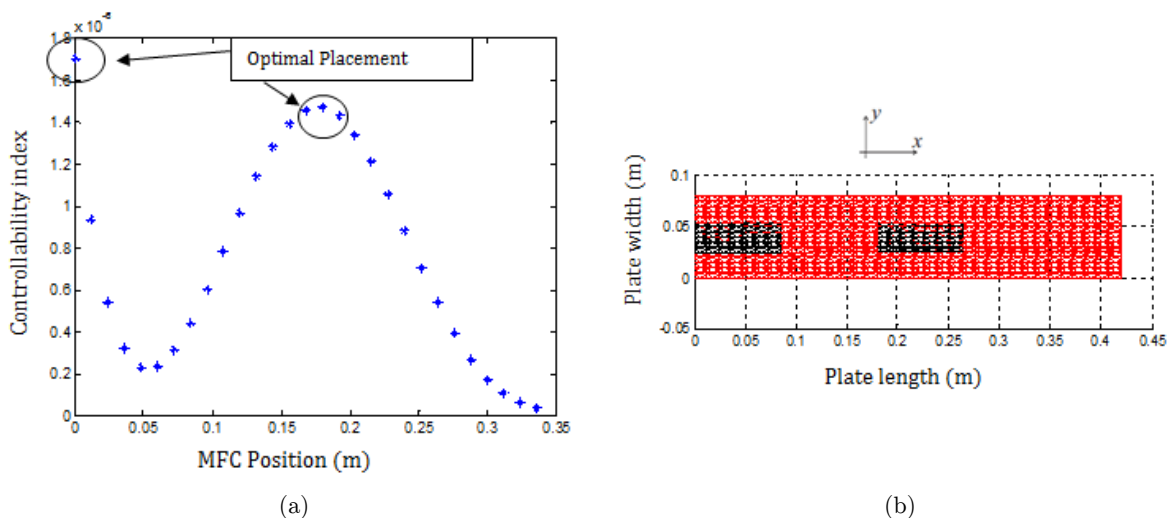 x 10⁻⁶
Optimal Placement
1.8
1.6
1.4
1.2
1
0.8
0.6
0.4
0.2
0
Controllability index
0 0.05 0.1 0.15 0.2 0.25 0.3 0.35
MFC Position (m)
(a)
y
x
0.1
0.05
0
-0.05
Plate width (m)
0 0.05 0.1 0.15 0.2 0.25 0.3 0.35 0.4 0.45
Plate length (m)
(b)